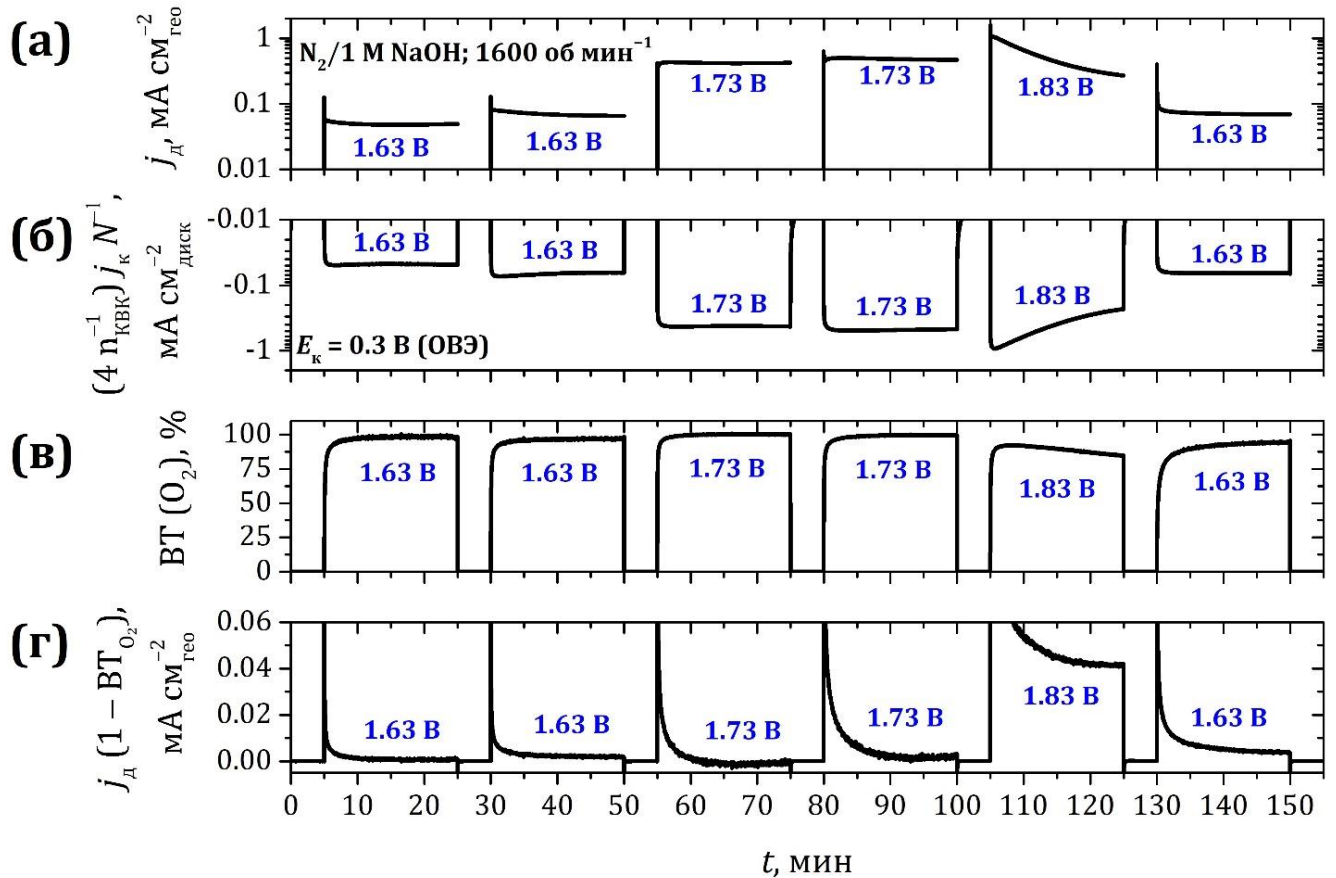 (а)
j_д, мА см⁻²_гео
1
0.1
0.01
N₂/1 М NaOH; 1600 об мин⁻¹
1.63 В
1.63 В
1.73 В
1.73 В
1.83 В
1.63 В
(б)
(4 n⁻¹_КВК) j_к N⁻¹,
мА см⁻²_диск
-0.01
-0.1
-1
1.63 В
1.63 В
1.73 В
1.73 В
1.83 В
1.63 В
E_к = 0.3 В (ОВЭ)
(в)
ВТ (O₂), %
100
75
50
25
0
1.63 В
1.63 В
1.73 В
1.73 В
1.83 В
1.63 В
(г)
j_д (1 − ВТ_O₂),
мА см⁻²_гео
0.06
0.04
0.02
0.00
1.63 В
1.63 В
1.73 В
1.73 В
1.83 В
1.63 В
0 10 20 30 40 50 60 70 80 90 100 110 120 130 140 150
t, мин